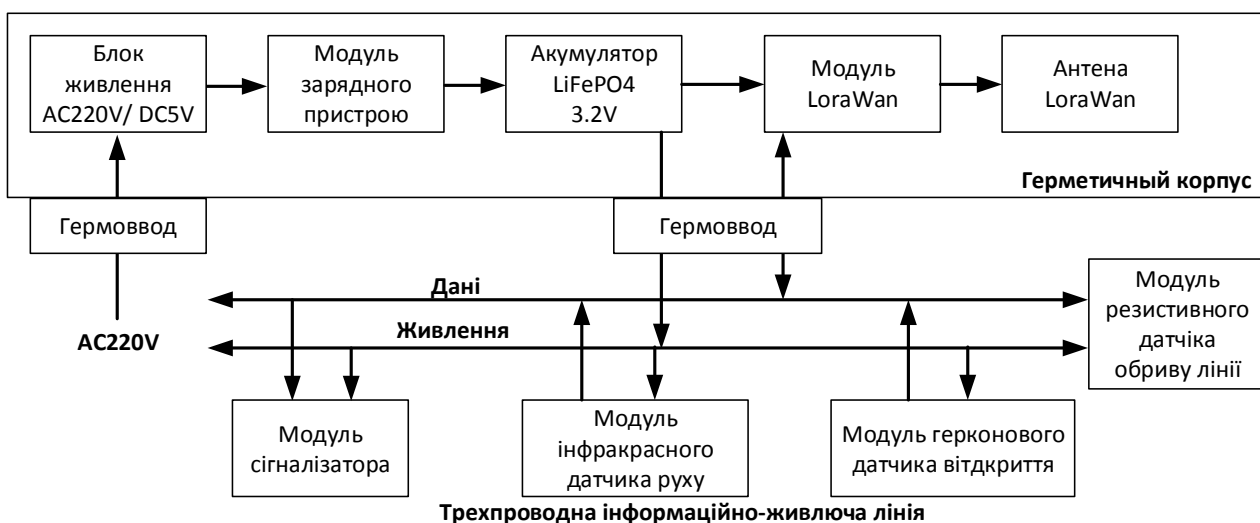 Блок
живлення
AC220V/ DC5V
Модуль
зарядного
пристрою
Акумулятор
LiFePO4
3.2V
Модуль
LoraWan
Антена
LoraWan
Герметичный корпус
Гермоввод
Гермоввод
Дані
Живлення
AC220V
Модуль
резистивного
датчіка
обриву лінії
Модуль
сігналізатора
Модуль
інфракрасного
датчика руху
Модуль герконового
датчика вітдкриття
Трехпроводна інформаційно-живлюча лінія